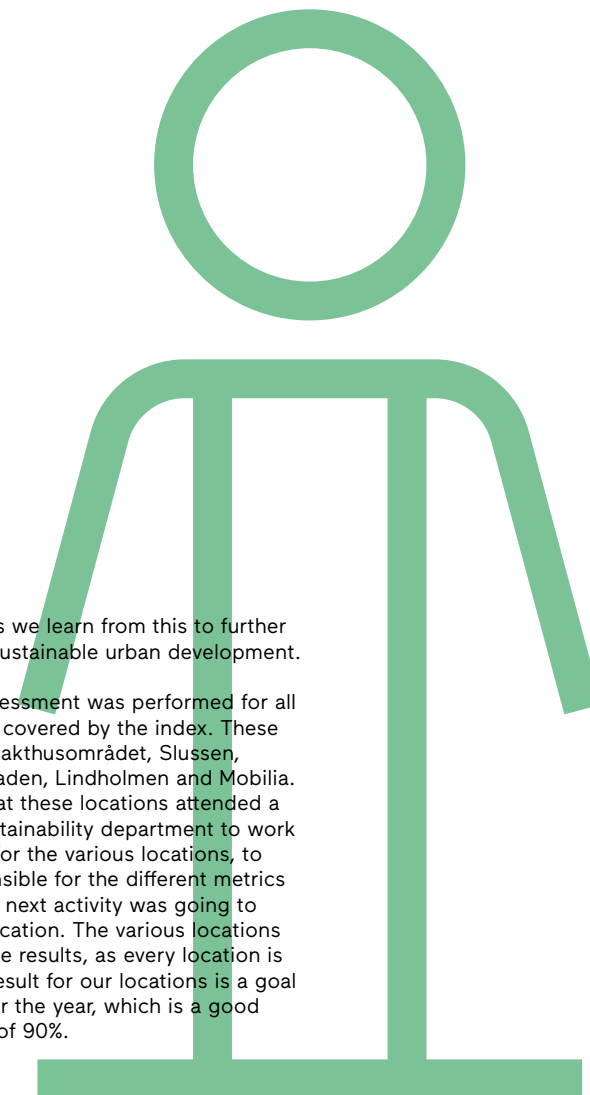 s we learn from this to further
ustainable urban development.
essment was performed for all
covered by the index. These
akthusområdet, Slussen,
aden, Lindholmen and Mobilia.
at these locations attended a
tainability department to work
or the various locations, to
nsible for the different metrics
next activity was going to
cation. The various locations
e results, as every location is
esult for our locations is a goal
r the year, which is a good
of 90%.